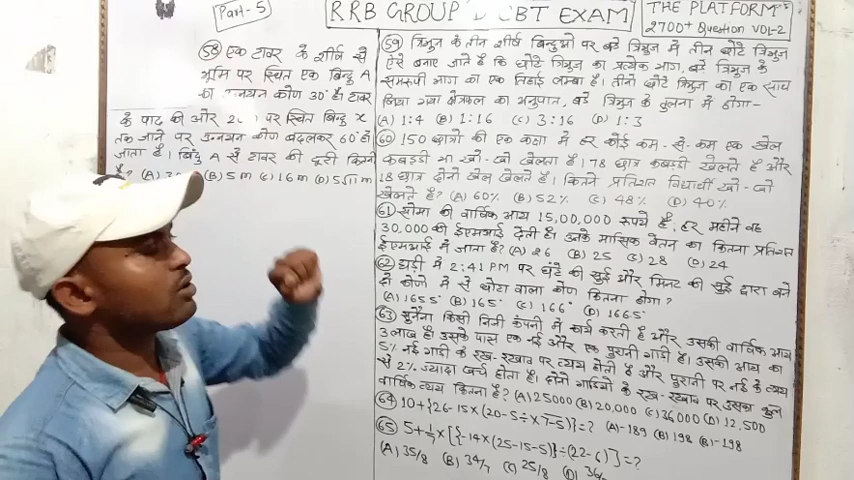 Part-5
RRB GROUP D CBT EXAM
THE PLATFORM
2700+ Question VOL-2
(58) एक टावर के शीर्ष से
भूमि पर स्थित एक बिन्दु A
का उन्नयन कोण 30° है। टावर
के पाद की ओर 20 पर स्थित बिन्दु x
तक जाने पर उन्नयन कोण बदलकर 60° हो
जाता है। बिंदु A से टावर की दूरी कितनी
है? (A) (B) 5 m (C) 16 m (D) m
(59) त्रिभुज के तीन शीर्ष बिन्दुओ पर बड़े त्रिभुज में तीन छोटे त्रिभुज
ऐसे बनाए जाते है कि छोटे त्रिभुज का प्रत्येक भाग, बड़े त्रिभुज के
समरूपी भाग का एक तिहाई लम्बा है। तीनो छोटे त्रिभुज का एक साथ
लिया गया क्षेत्रफल का अनुपात, बड़े त्रिभुज के तुलना में होगा-
(A) 1:4 (B) 1:16 (C) 3:16 (D) 1:3
(60) 150 छात्रो की एक कक्षा में हर कोई कम-से-कम एक खेल
कबड्डी या खो-खो खेलता है। 78 छात्र कबड्डी खेलते है और
18 छात्र दोनो खेल खेलते है। कितने प्रतिशत विद्यार्थी खो-खो
खेलते है? (A) 60% (B) 52% (C) 48% (D) 40%
(61) सोमा की वार्षिक आय 15,00,000 रूपये है, हर महीने वह
30,000 की ईएमआई देती है। उसके मासिक वेतन का कितना प्रतिशत
ईएमआई में जाता है? (A) 26 (B) 25 (C) 28 (D) 24
(62) घड़ी में 2:41 PM पर घंटे की सुई और मिनट की सुई द्वारा बने
दो कोणो में से छोटा वाला कोण कितना होगा?
(A) 165.5° (B) 165° (C) 166° (D) 166.5°
(63) सुनैना किसी निजी कंपनी में कार्य करती है और उसकी वार्षिक आय
3 लाख है। उसके पास एक नई और एक पुरानी गाडी है। उसकी आय का
5% नई गाडी के रख-रखाव पर व्यय होती है और पुरानी पर नई के व्यय
से 2% ज्यादा खर्च होता है। दोनो गाडियो के रख-रखाव पर उसका कुल
वार्षिक व्यय कितना है? (A) 25000 (B) 20,000 (C) 36000 (D) 12,500
(64) 10+{26-15×(20-5÷×7-5)}=? (A)-189 (B) 198 (B)-198
(65) 5+1/7×[{-14×(25-15-5)}÷(22-6)]=?
(A) 35/8 (B) 34/7 (C) 25/8 (D) 36/